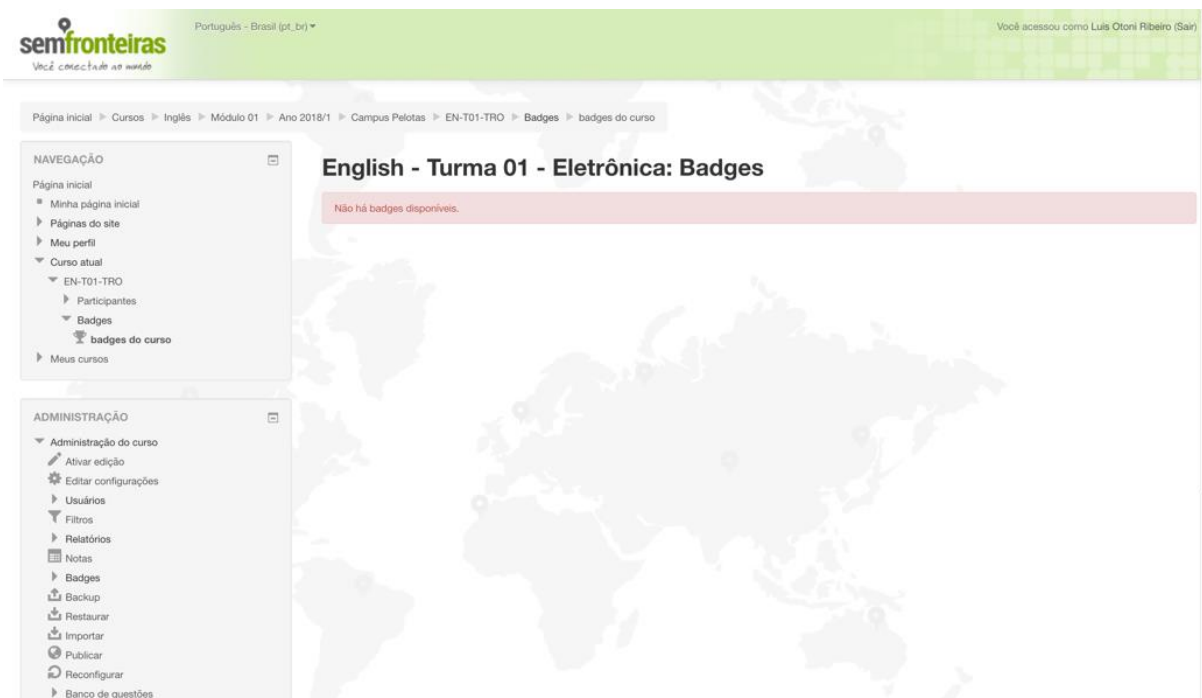 semfronteiras
Você conectado ao mundo
Português - Brasil (pt_br)
Você acessou como Luis Otoni Ribeiro (Sair)
Página inicial Cursos Inglês Módulo 01 Ano 2018/1 Campus Pelotas EN-T01-TRO Badges badges do curso
NAVEGAÇÃO
Página inicial
Minha página inicial
Páginas do site
Meu perfil
Curso atual
EN-T01-TRO
Participantes
Badges
badges do curso
Meus cursos
English - Turma 01 - Eletrônica: Badges
Não há badges disponíveis.
ADMINISTRAÇÃO
Administração do curso
Ativar edição
Editar configurações
Usuários
Filtros
Relatórios
Notas
Badges
Backup
Restaurar
Importar
Publicar
Reconfigurar
Banco de questões